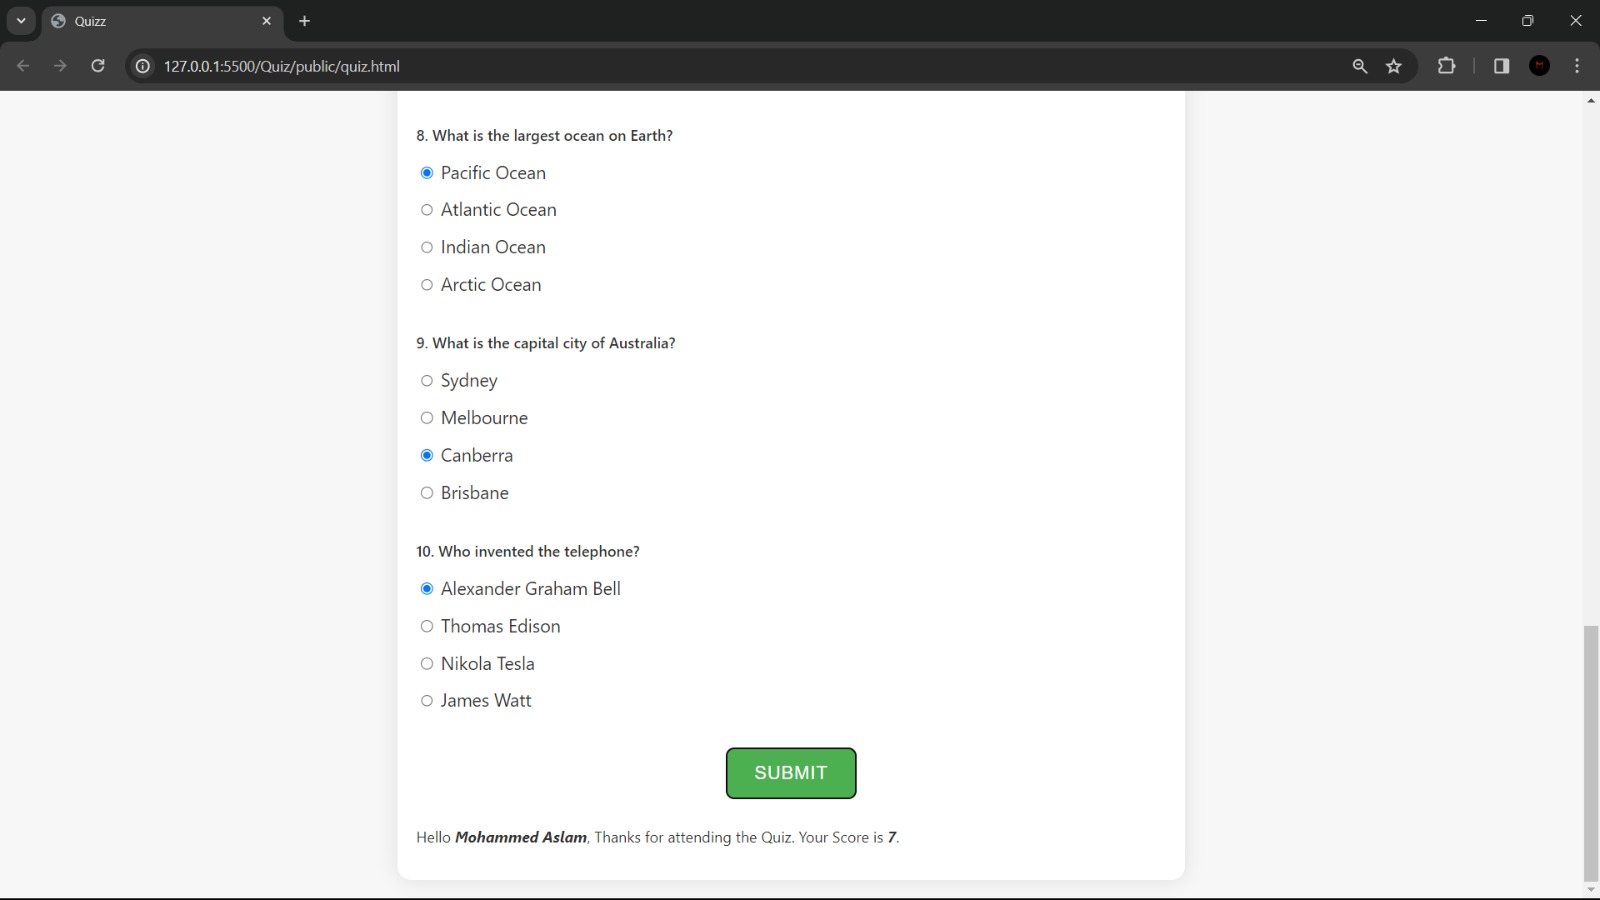 Quizz
127.0.0.1:5500/Quiz/public/quiz.html
8. What is the largest ocean on Earth?
Pacific Ocean
Atlantic Ocean
Indian Ocean
Arctic Ocean
9. What is the capital city of Australia?
Sydney
Melbourne
Canberra
Brisbane
10. Who invented the telephone?
Alexander Graham Bell
Thomas Edison
Nikola Tesla
James Watt
SUBMIT
Hello Mohammed Aslam, Thanks for attending the Quiz. Your Score is 7.